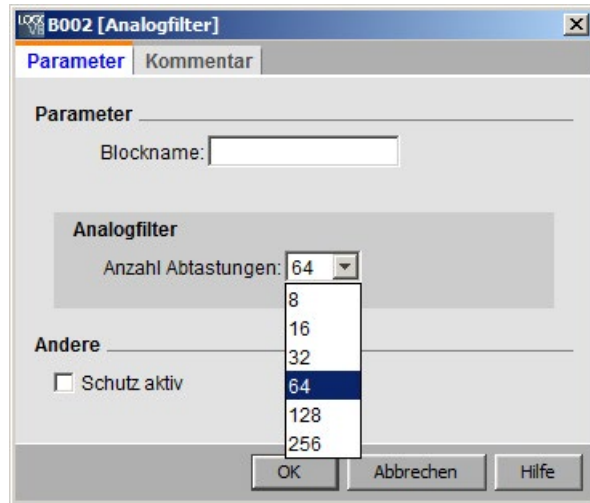 B002 [Analogfilter]
Parameter Kommentar
Parameter
Blockname:
Analogfilter
Anzahl Abtastungen: 64
8
16
32
64
128
256
Andere
Schutz aktiv
OK Abbrechen Hilfe